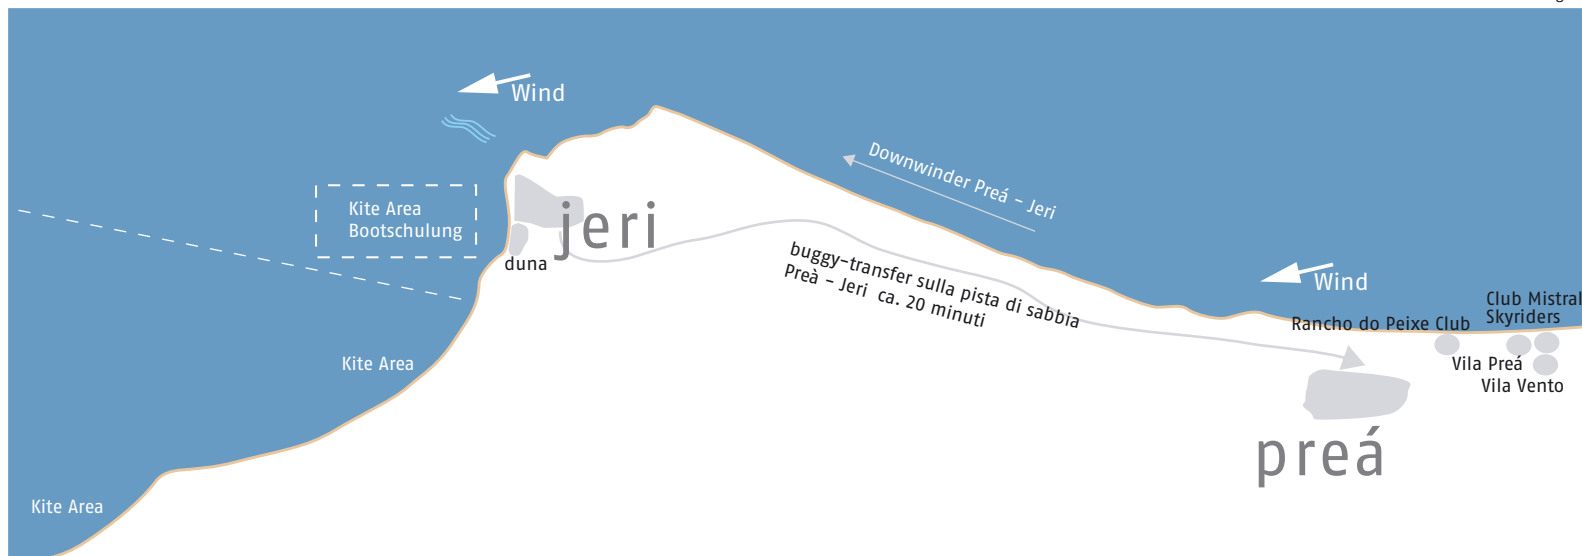 Wind
Downwinder Preá - Jeri
Kite Area
Bootschulung
jeri
duna
buggy-transfer sulla pista di sabbia
Preà - Jeri ca. 20 minuti
Wind
Club Mistral
Skyriders
Rancho do Peixe Club
Kite Area
Vila Preá
Vila Vento
preá
Kite Area